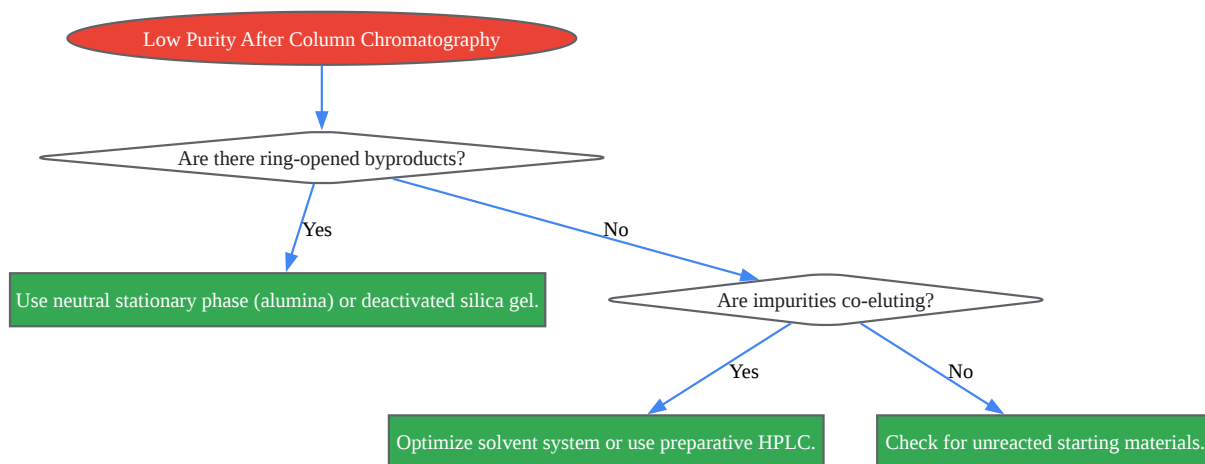 Low Purity After Column Chromatography
Are there ring-opened byproducts?
Yes
No
Use neutral stationary phase (alumina) or deactivated silica gel.
Are impurities co-eluting?
Yes
No
Optimize solvent system or use preparative HPLC.
Check for unreacted starting materials.